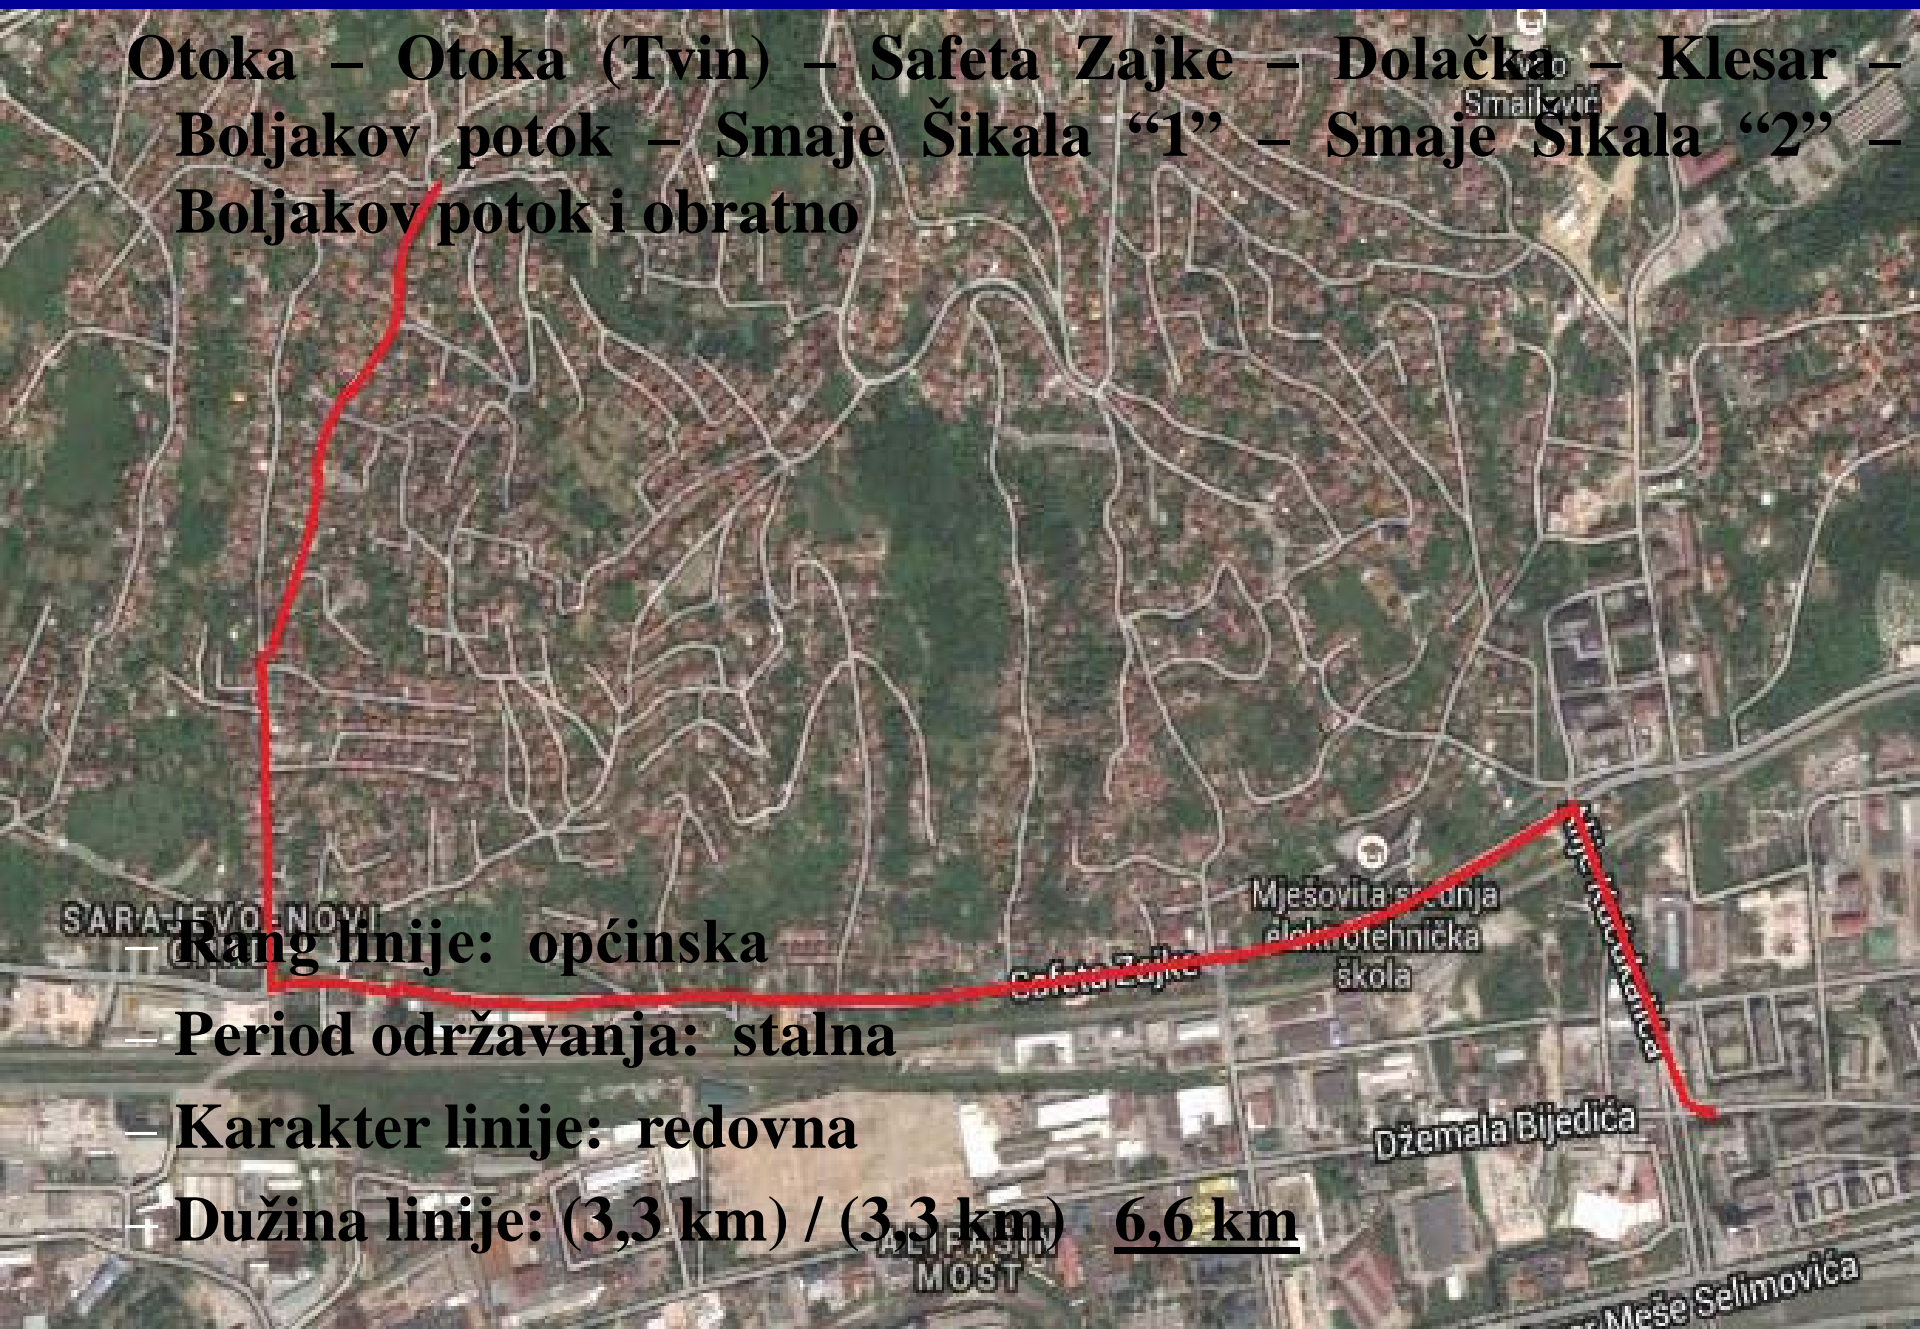 Otoka – Otoka (Tvin) – Safeta Zajke – Dolačka – Klesar –
Boljakov potok – Smaje Šikala “1” – Smaje Šikala “2” –
Boljakov potok i obratno
Smailović
Mješovita srednja
elektrotehnička
škola
SARAJEVO-NOVI
– Rang linije: općinska
Safeta Zajke
– Period održavanja: stalna
Džemala Bijedića
– Karakter linije: redovna
– Dužina linije: (3,3 km) / (3,3 km) 6,6 km
ALIPAŠIN
MOST
Meše Selimovića